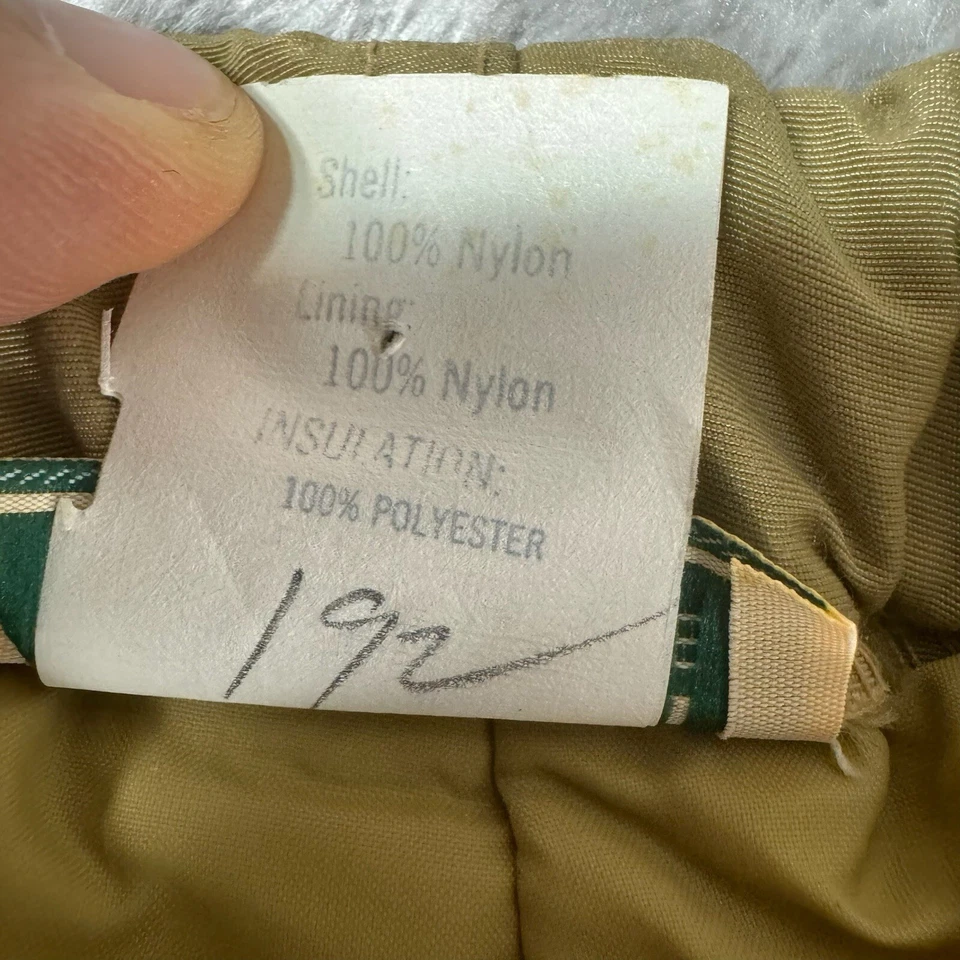 Shell:
100% Nylon
Lining:
100% Nylon
INSULATION:
100% POLYESTER
192